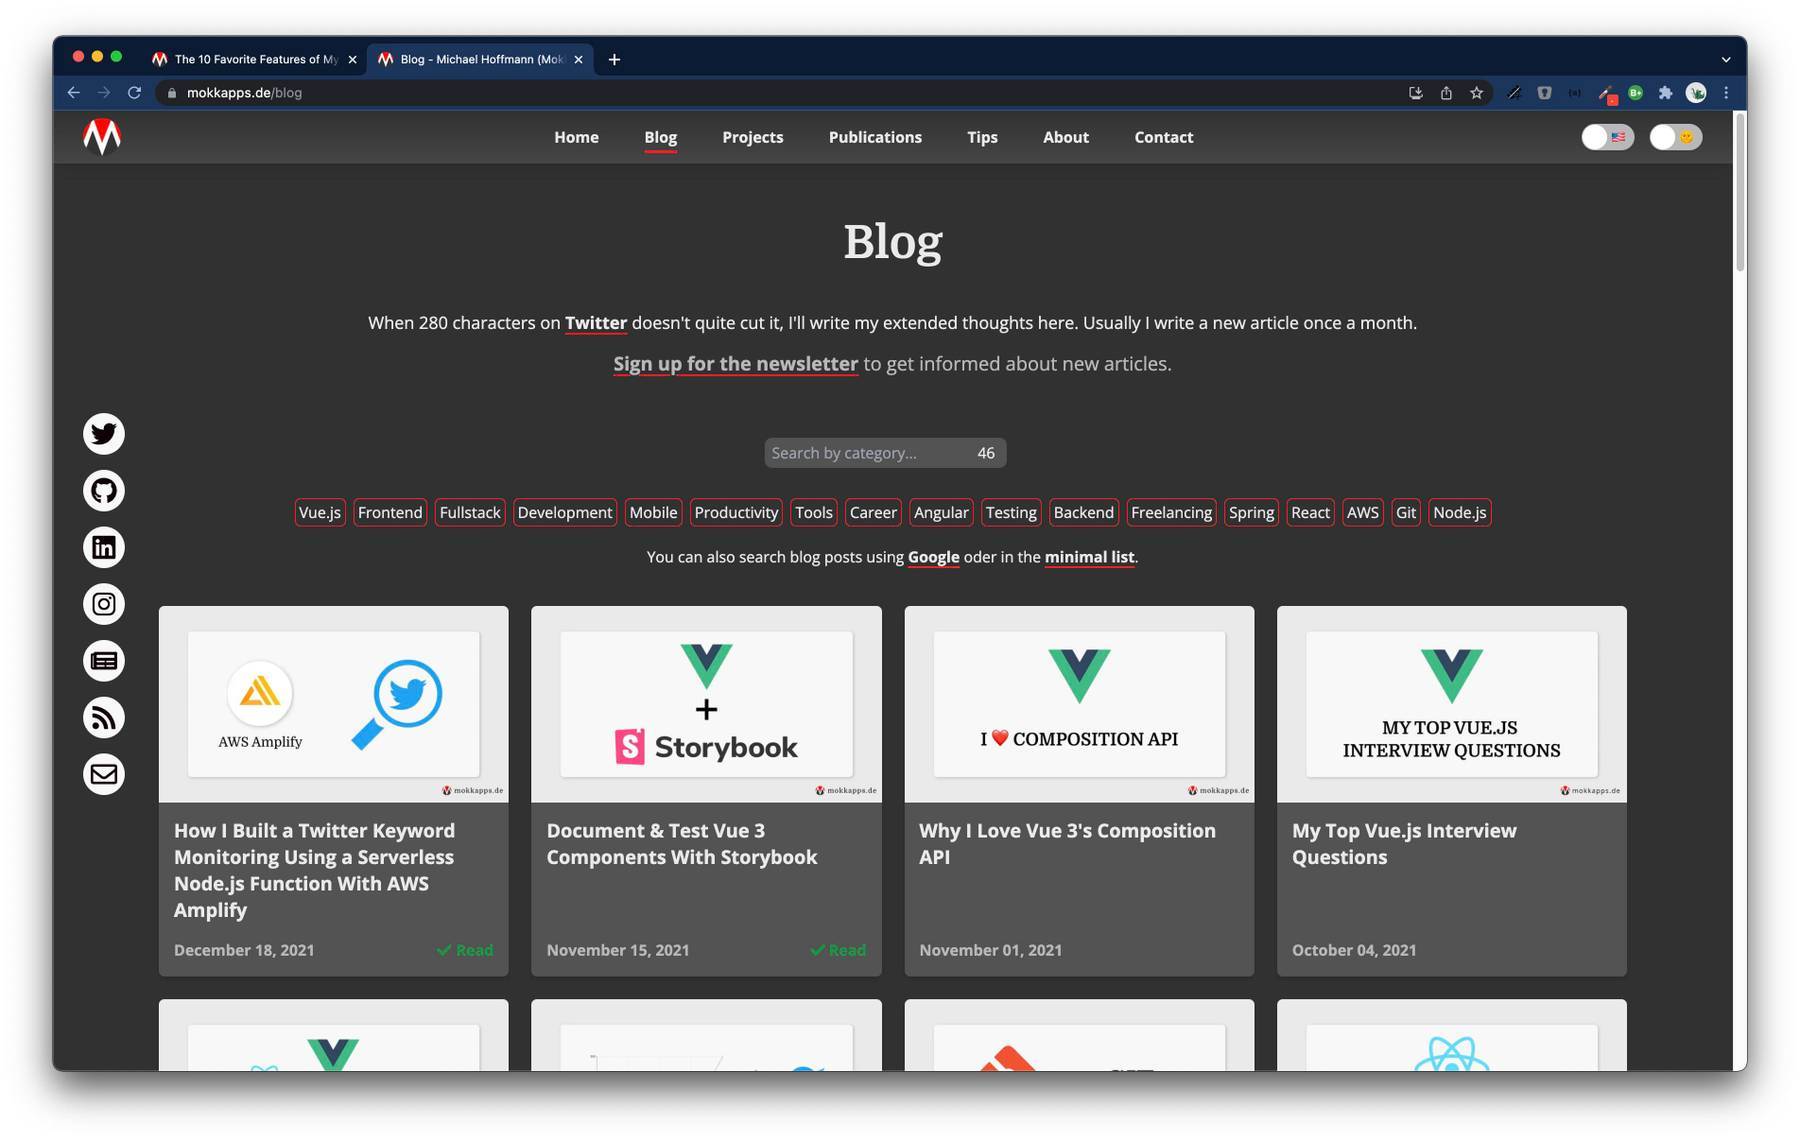 The 10 Favorite Features of My
Blog - Michael Hoffmann (Mok
mokkapps.de/blog
Home Blog Projects Publications Tips About Contact
Blog
When 280 characters on Twitter doesn't quite cut it, I'll write my extended thoughts here. Usually I write a new article once a month.
Sign up for the newsletter to get informed about new articles.
Search by category... 46
Vue.js Frontend Fullstack Development Mobile Productivity Tools Career Angular Testing Backend Freelancing Spring React AWS Git Node.js
You can also search blog posts using Google oder in the minimal list.
AWS Amplify
mokkapps.de
How I Built a Twitter Keyword
Monitoring Using a Serverless
Node.js Function With AWS
Amplify
December 18, 2021 Read
+
Storybook
mokkapps.de
Document & Test Vue 3
Components With Storybook
November 15, 2021 Read
I ❤️ COMPOSITION API
mokkapps.de
Why I Love Vue 3's Composition
API
November 01, 2021
MY TOP VUE.JS
INTERVIEW QUESTIONS
mokkapps.de
My Top Vue.js Interview
Questions
October 04, 2021